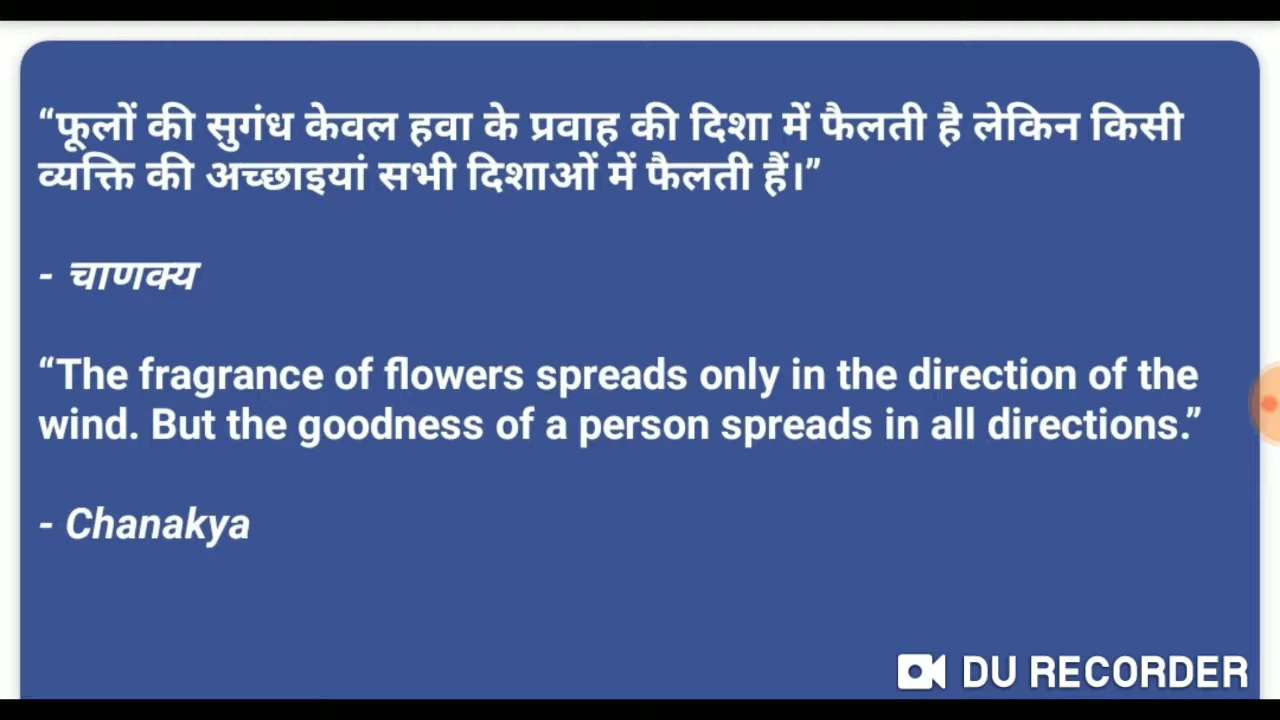 “फूलों की सुगंध केवल हवा के प्रवाह की दिशा में फैलती है लेकिन किसी
व्यक्ति की अच्छाइयां सभी दिशाओं में फैलती हैं।”
- चाणक्य
“The fragrance of flowers spreads only in the direction of the
wind. But the goodness of a person spreads in all directions.”
- Chanakya
DU RECORDER